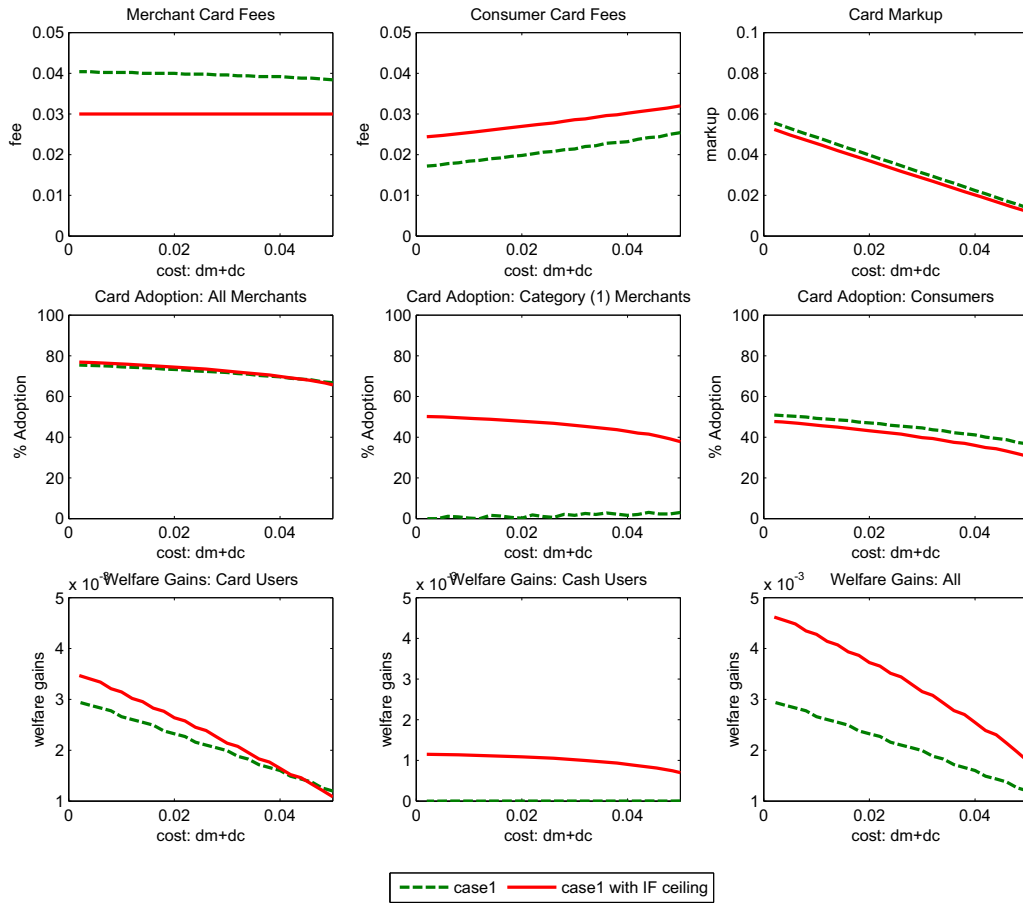 Merchant Card Fees
Consumer Card Fees
Card Markup
0.05
0.04
0.03
0.02
0.01
0
fee
0
0.02
0.04
cost: dm+dc
0.05
0.04
0.03
0.02
0.01
0
fee
0
0.02
0.04
cost: dm+dc
0.1
0.08
0.06
0.04
0.02
0
markup
0
0.02
0.04
cost: dm+dc
Card Adoption: All Merchants
Card Adoption: Category (1) Merchants
Card Adoption: Consumers
100
80
60
40
20
0
% Adoption
0
0.02
0.04
cost: dm+dc
100
80
60
40
20
0
% Adoption
0
0.02
0.04
cost: dm+dc
100
80
60
40
20
0
% Adoption
0
0.02
0.04
cost: dm+dc
x 10
Welfare Gains: Card Users
x 10
Welfare Gains: Cash Users
x 10-3
Welfare Gains: All
5
4
3
2
1
welfare gains
0
0.02
0.04
cost: dm+dc
5
4
3
2
1
0
welfare gains
0
0.02
0.04
cost: dm+dc
5
4
3
2
1
welfare gains
0
0.02
0.04
cost: dm+dc
case1
case1 with IF ceiling